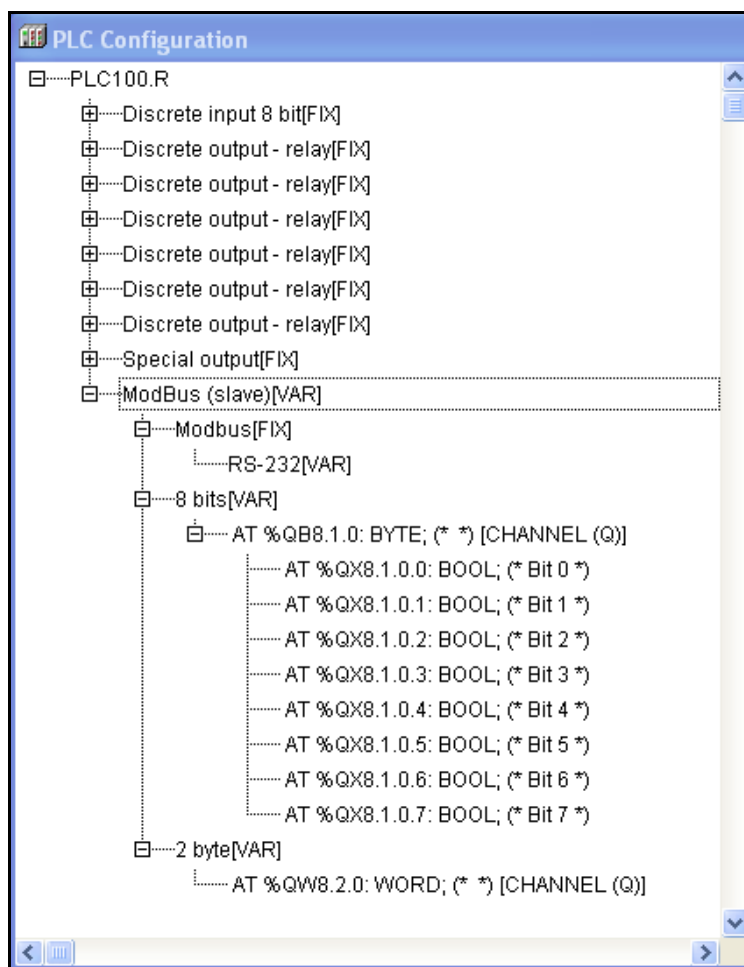 PLC Configuration
PLC100.R
Discrete input 8 bit[FIX]
Discrete output - relay[FIX]
Discrete output - relay[FIX]
Discrete output - relay[FIX]
Discrete output - relay[FIX]
Discrete output - relay[FIX]
Discrete output - relay[FIX]
Special output[FIX]
ModBus (slave)[VAR]
Modbus[FIX]
RS-232[VAR]
8 bits[VAR]
AT %QB8.1.0: BYTE; (* *) [CHANNEL (Q)]
AT %QX8.1.0.0: BOOL; (* Bit 0 *)
AT %QX8.1.0.1: BOOL; (* Bit 1 *)
AT %QX8.1.0.2: BOOL; (* Bit 2 *)
AT %QX8.1.0.3: BOOL; (* Bit 3 *)
AT %QX8.1.0.4: BOOL; (* Bit 4 *)
AT %QX8.1.0.5: BOOL; (* Bit 5 *)
AT %QX8.1.0.6: BOOL; (* Bit 6 *)
AT %QX8.1.0.7: BOOL; (* Bit 7 *)
2 byte[VAR]
AT %QW8.2.0: WORD; (* *) [CHANNEL (Q)]